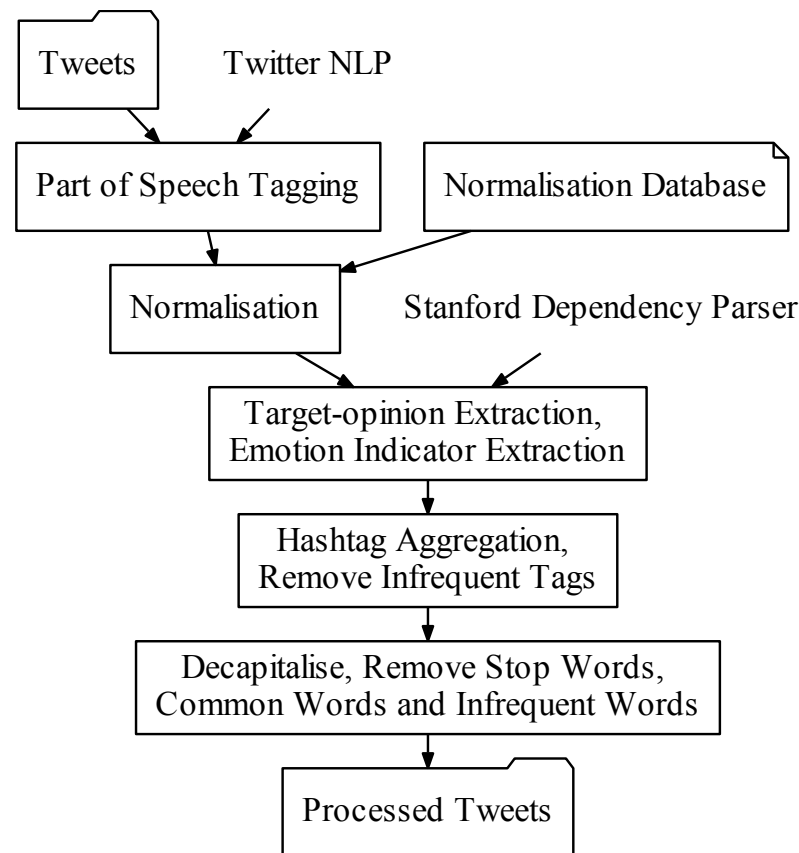 Tweets
Twitter NLP
Part of Speech Tagging
Normalisation Database
Normalisation
Stanford Dependency Parser
Target-opinion Extraction,
Emotion Indicator Extraction
Hashtag Aggregation,
Remove Infrequent Tags
Decapitalise, Remove Stop Words,
Common Words and Infrequent Words
Processed Tweets